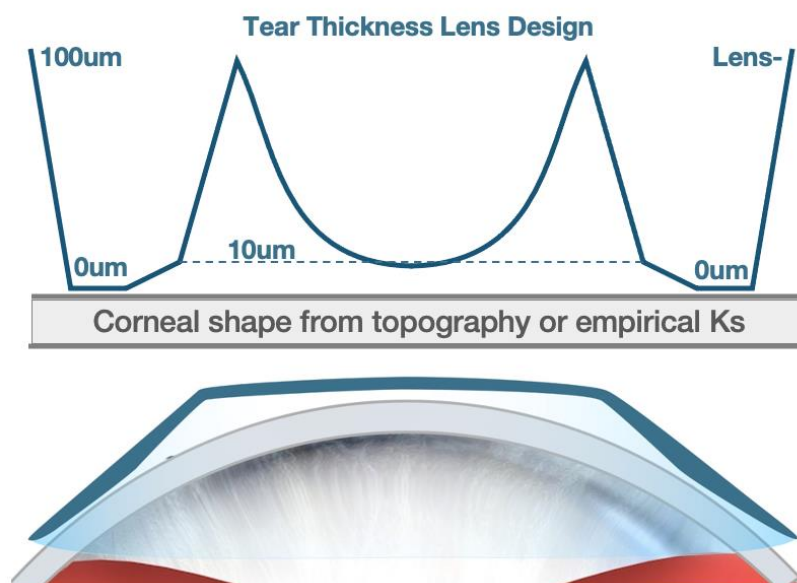 Tear Thickness Lens Design
100um
Lens-
10um
0um
0um
Corneal shape from topography or empirical Ks